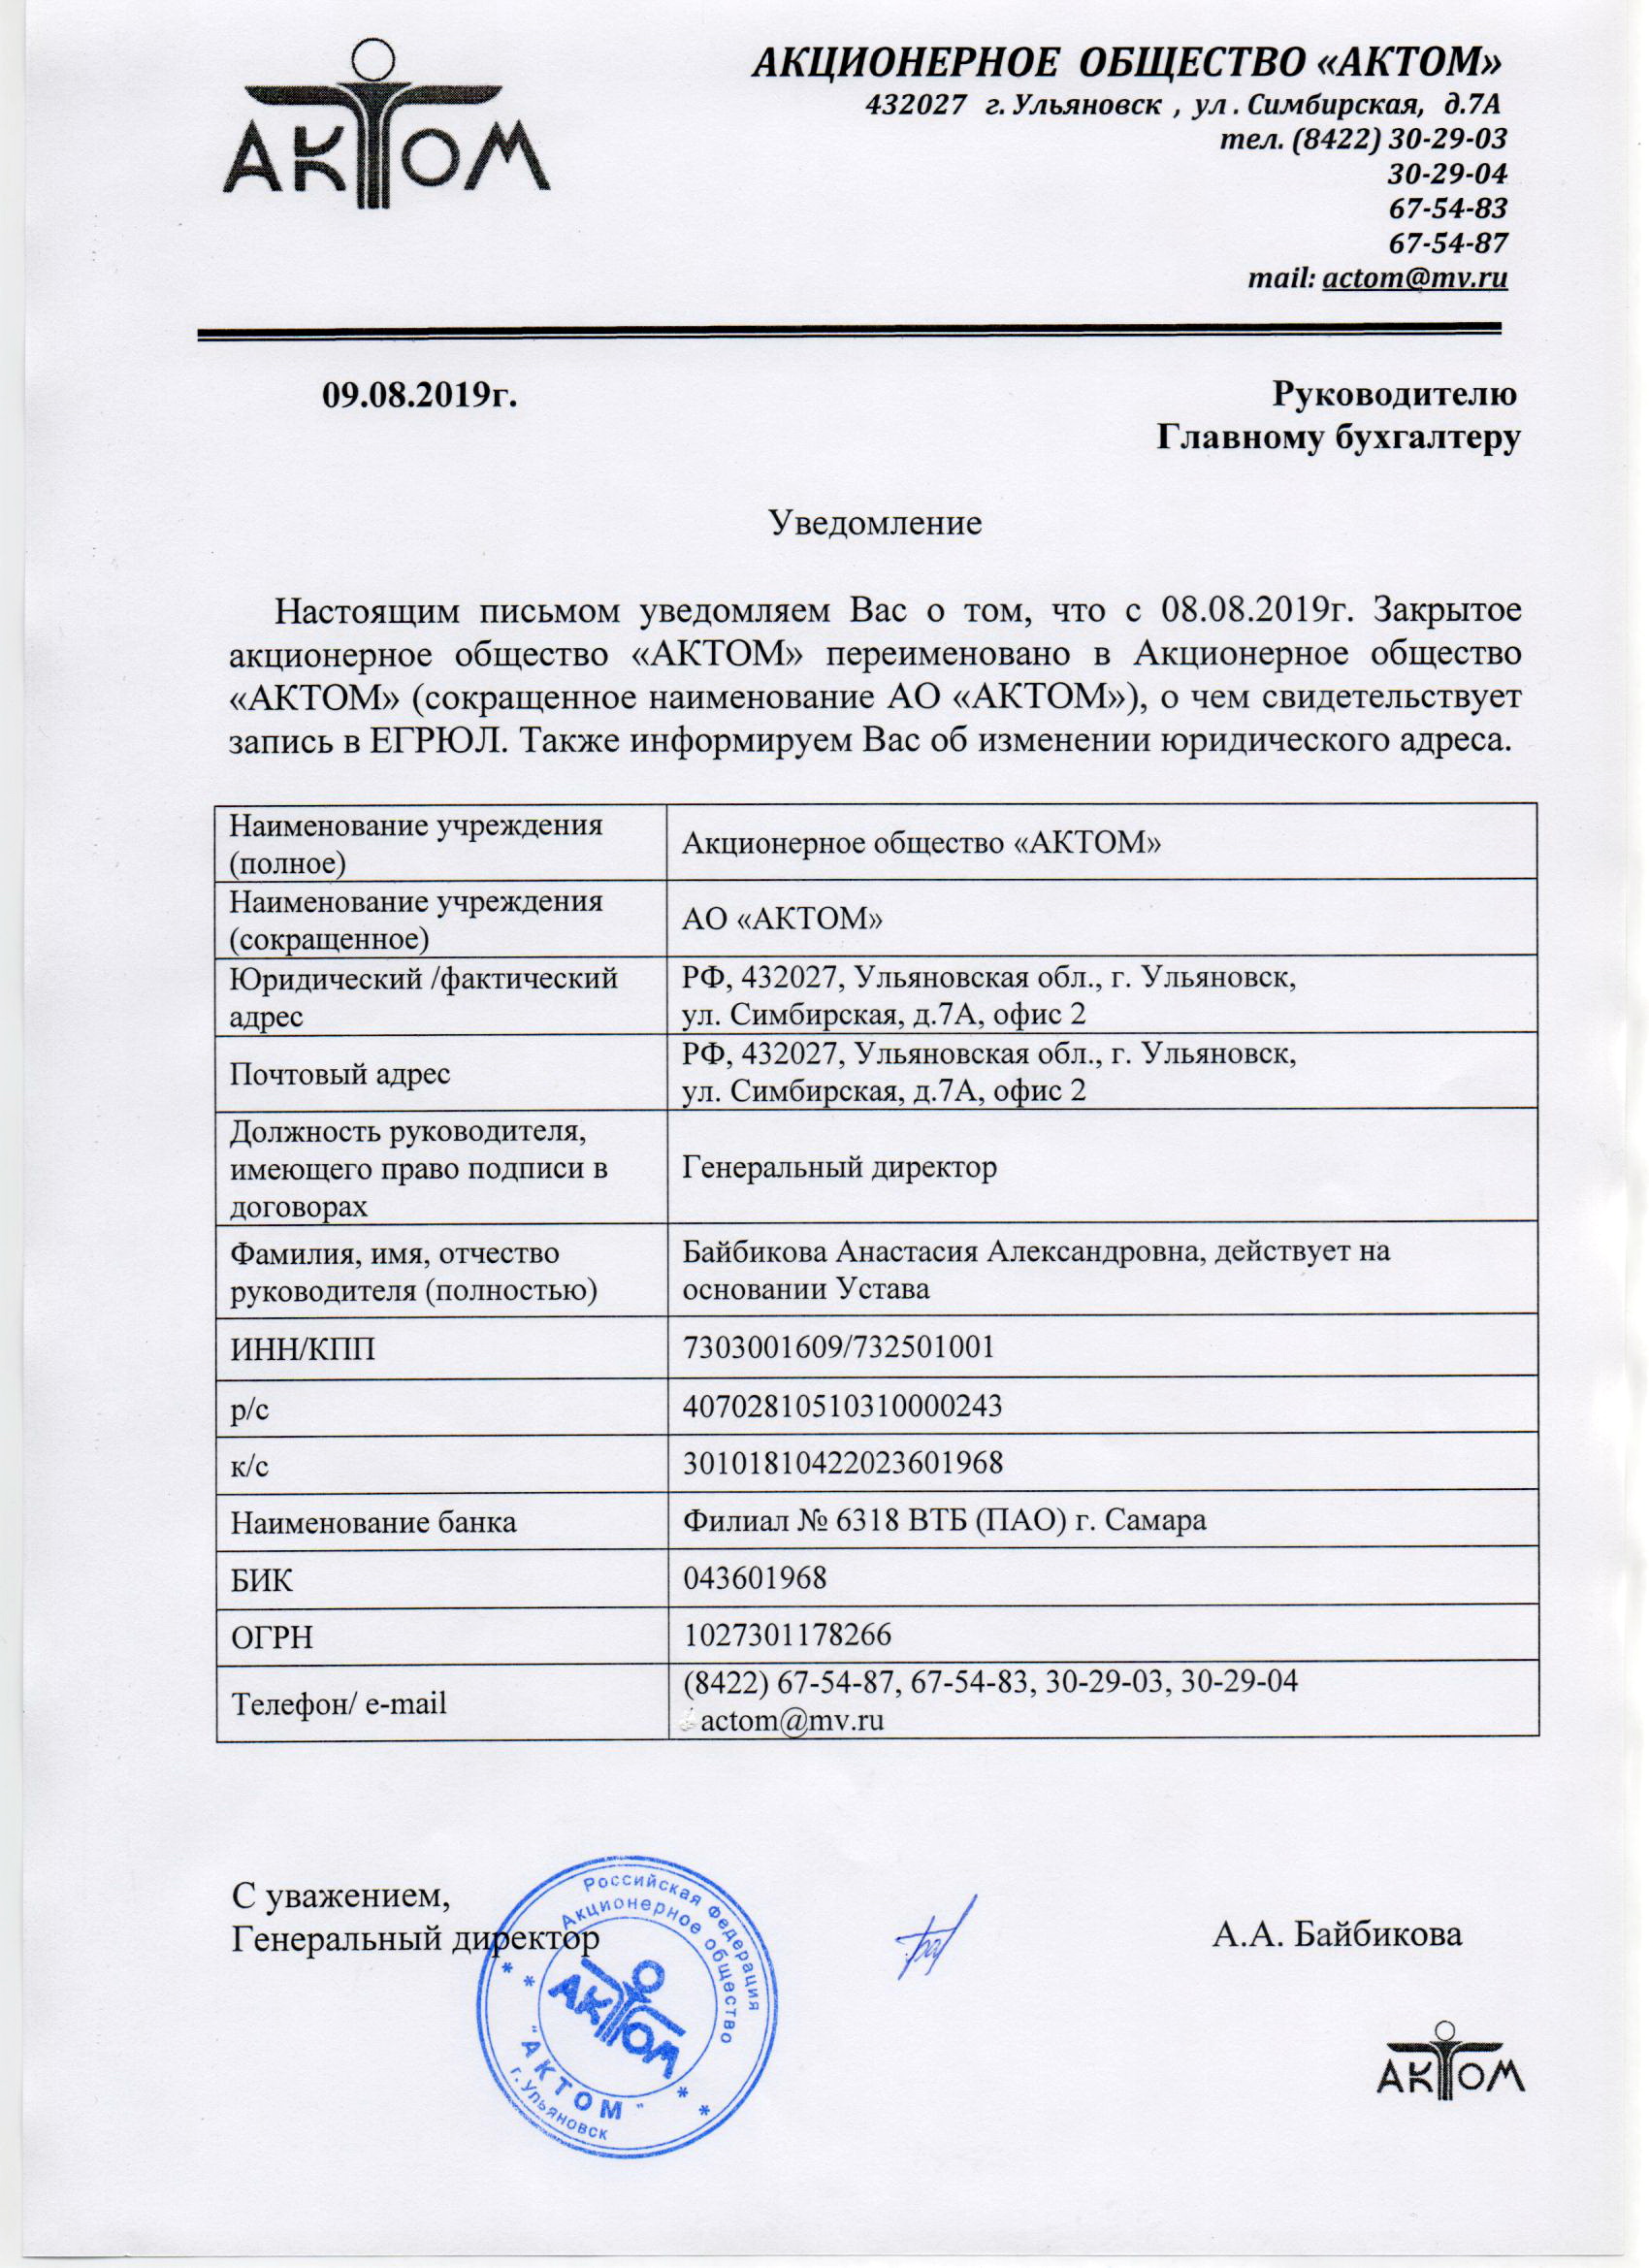 АКТОМ
АКЦИОНЕРНОЕ ОБЩЕСТВО «АКТОМ»
432027 г. Ульяновск , ул . Симбирская, д.7А
тел. (8422) 30-29-03
30-29-04
67-54-83
67-54-87
mail: actom@mv.ru
09.08.2019г.
Руководителю
Главному бухгалтеру
Уведомление
Настоящим письмом уведомляем Вас о том, что с 08.08.2019г. Закрытое
акционерное общество «АКТОМ» переименовано в Акционерное общество
«АКТОМ» (сокращенное наименование АО «АКТОМ»), о чем свидетельствует
запись в ЕГРЮЛ. Также информируем Вас об изменении юридического адреса.
Наименование учреждения
(полное)
Акционерное общество «АКТОМ»
Наименование учреждения
(сокращенное)
АО «АКТОМ»
Юридический /фактический
адрес
РФ, 432027, Ульяновская обл., г. Ульяновск,
ул. Симбирская, д.7А, офис 2
Почтовый адрес
РФ, 432027, Ульяновская обл., г. Ульяновск,
ул. Симбирская, д.7А, офис 2
Должность руководителя,
имеющего право подписи в
договорах
Генеральный директор
Фамилия, имя, отчество
руководителя (полностью)
Байбикова Анастасия Александровна, действует на
основании Устава
ИНН/КПП
7303001609/732501001
р/с
40702810510310000243
к/с
30101810422023601968
Наименование банка
Филиал № 6318 ВТБ (ПАО) г. Самара
БИК
043601968
ОГРН
1027301178266
Телефон/ e-mail
(8422) 67-54-87, 67-54-83, 30-29-03, 30-29-04
actom@mv.ru
С уважением,
Генеральный директор
А.А. Байбикова
Российская Федерация
Акционерное общество
АКТОМ
"АКТОМ"
г. Ульяновск
АКТОМ